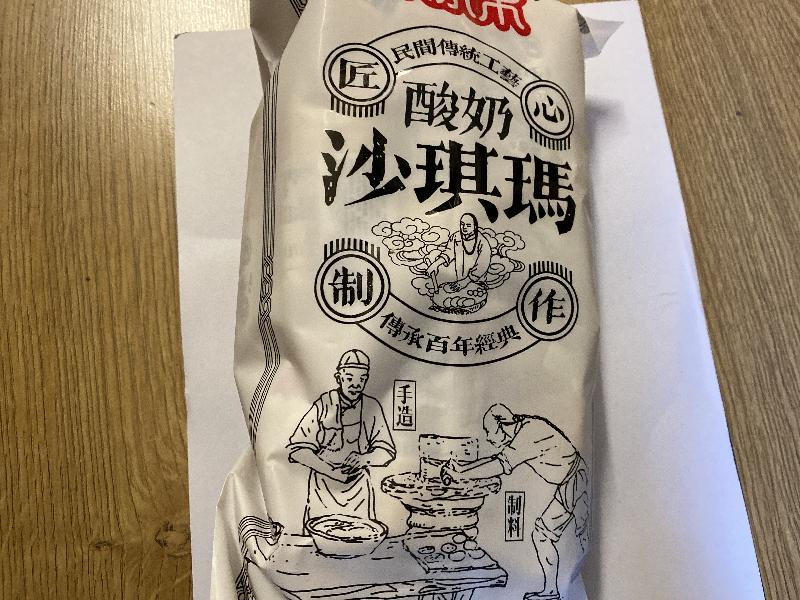 民間傳統工藝
匠心
酸奶
沙琪瑪
制作
傳承百年經典
手造
制料